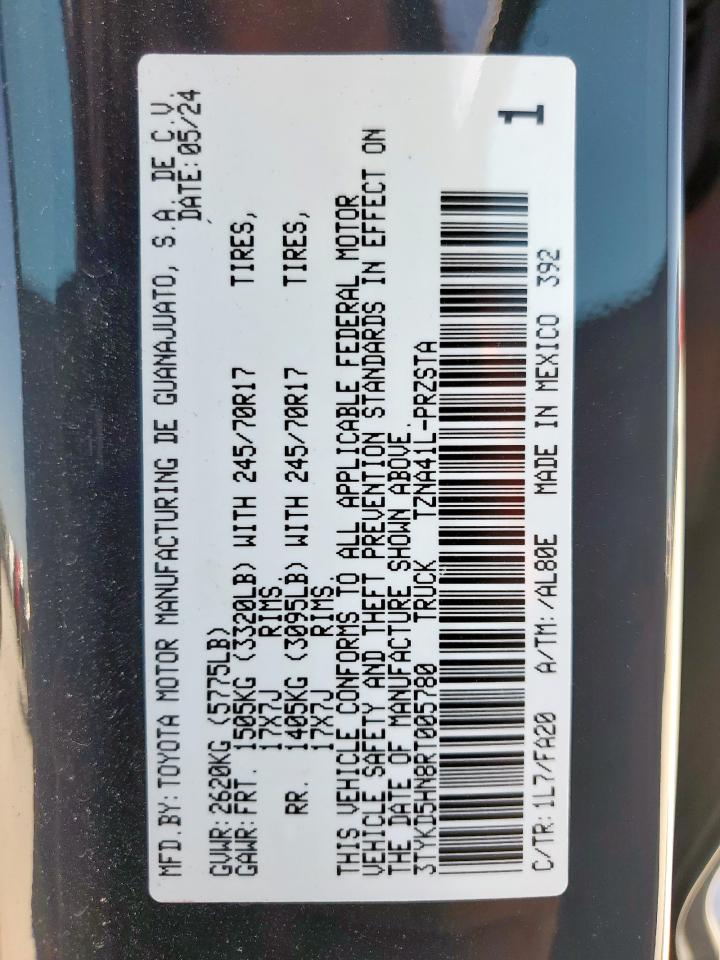 MFD.BY: TOYOTA MOTOR MANUFACTURING DE GUANAJUATO, S.A. DE C.V.
DATE: 05/24
GVWR: 2620KG (5775LB)
GAWR: FRT. 1505KG (3320LB) WITH 245/70R17 TIRES,
17X7J RIMS.
RR. 1405KG (3095LB) WITH 245/70R17 TIRES,
17X7J RIMS.
THIS VEHICLE CONFORMS TO ALL APPLICABLE FEDERAL MOTOR
VEHICLE SAFETY AND THEFT PREVENTION STANDARDS IN EFFECT ON
THE DATE OF MANUFACTURE SHOWN ABOVE.
3TYKD5HN8RT005780 TRUCK TZNA41L-PRZSTA
1
C/TR: 1L7/FA20 A/TM: /AL80E MADE IN MEXICO 392